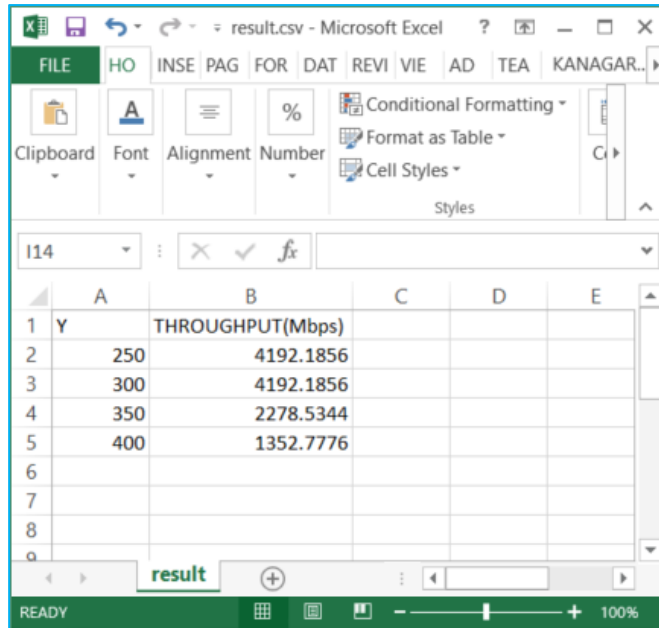 result.csv - Microsoft Excel ?
FILE HO INSE PAG FOR DAT REVI VIE AD TEA KANAGAR..
Clipboard Font Alignment Number
A %
Conditional Formatting
Format as Table
Cell Styles
Styles
I14 fx
A B C D E
1 Y THROUGHPUT(Mbps)
2 250 4192.1856
3 300 4192.1856
4 350 2278.5344
5 400 1352.7776
6
7
8
9
result
READY 100%